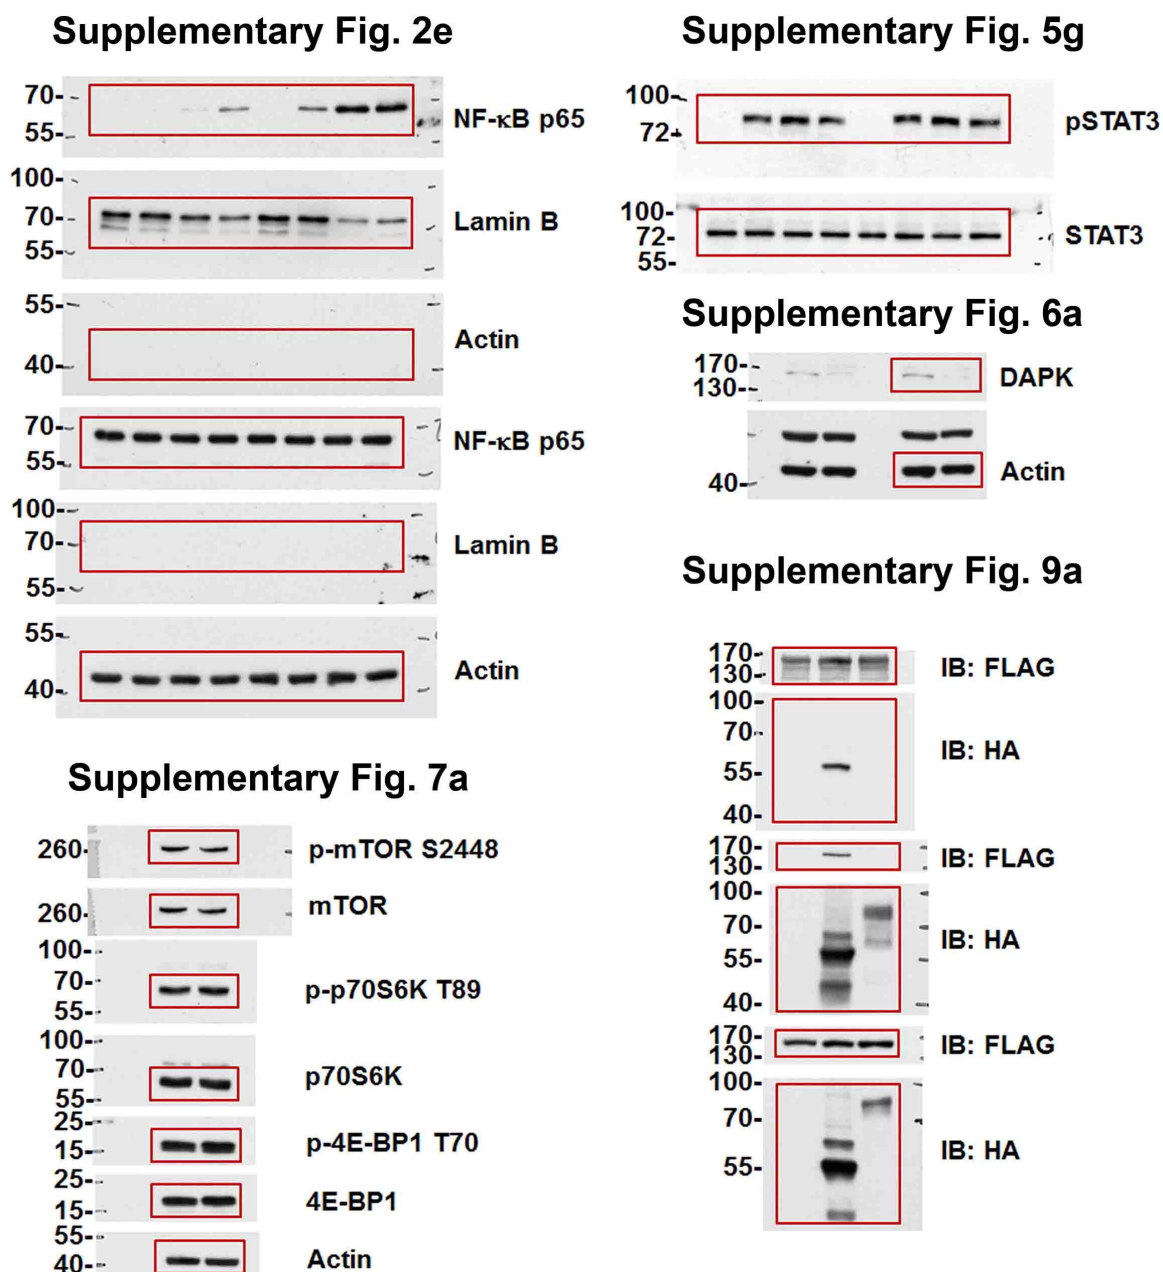 Supplementary Fig. 2e
70-
55-
NF-κB p65
100-
70-
55-
Lamin B
55-
40-
Actin
70-
55-
NF-κB p65
100-
70-
55-
Lamin B
55-
40-
Actin
Supplementary Fig. 7a
260-
p-mTOR S2448
260-
mTOR
100-
70-
55-
p-p70S6K T89
100-
70-
55-
p70S6K
25-
15-
p-4E-BP1 T70
25-
15-
4E-BP1
55-
40-
Actin
Supplementary Fig. 5g
100-
72-
pSTAT3
100-
72-
55-
STAT3
Supplementary Fig. 6a
170-
130-
DAPK
40-
Actin
Supplementary Fig. 9a
170-
130-
IB: FLAG
100-
70-
55-
40-
IB: HA
170-
130-
IB: FLAG
100-
70-
55-
40-
IB: HA
170-
130-
IB: FLAG
100-
70-
55-
IB: HA